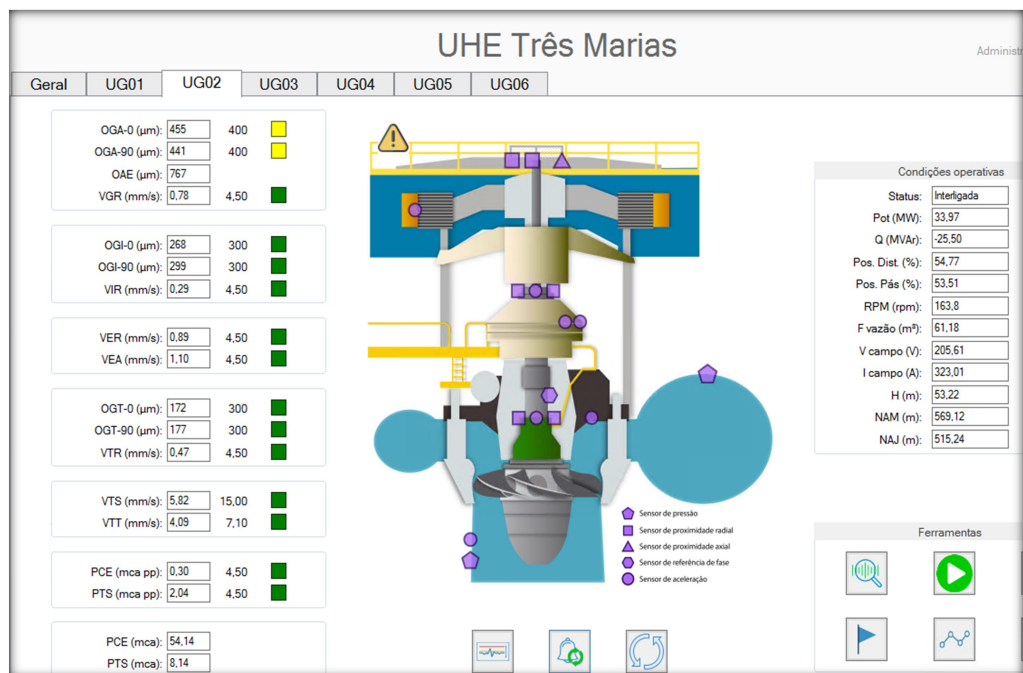 UHE Três Marias
Administr
Geral UG01 UG02 UG03 UG04 UG05 UG06
OGA-0 (µm): 455 400
OGA-90 (µm): 441 400
OAE (µm): 767
VGR (mm/s): 0,78 4,50
OGI-0 (µm): 268 300
OGI-90 (µm): 299 300
VIR (mm/s): 0,29 4,50
VER (mm/s): 0,89 4,50
VEA (mm/s): 1,10 4,50
OGT-0 (µm): 172 300
OGT-90 (µm): 177 300
VTR (mm/s): 0,47 4,50
VTS (mm/s): 5,82 15,00
VTT (mm/s): 4,09 7,10
PCE (mca pp): 0,30 4,50
PTS (mca pp): 2,04 4,50
PCE (mca): 54,14
PTS (mca): 8,14
Sensor de pressão
Sensor de proximidade radial
Sensor de proximidade axial
Sensor de referência de fase
Sensor de aceleração
Condições operativas
Status: Interligada
Pot (MW): 33,97
Q (MVAr): -25,50
Pos. Dist. (%): 54,77
Pos. Pás (%): 53,51
RPM (rpm): 163,8
F vazão (m³): 61,18
V campo (V): 205,61
I campo (A): 323,01
H (m): 53,22
NAM (m): 569,12
NAJ (m): 515,24
Ferramentas